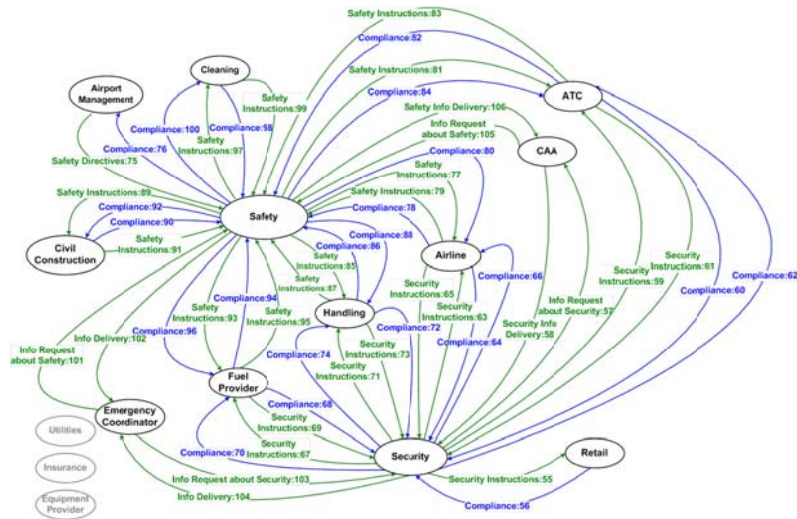 Safety Instructions:83
Compliance:82
Cleaning
Safety Instructions:81
Airport
Management
Safety
Instructions:99
Compliance:84
ATC
Safety Info Delivery:106
Compliance:100
Compliance:98
Info Request
about Safety:105
Compliance:76
Safety
Instructions:97
Compliance:80
CAA
Safety Directives:75
Safety
Instructions:77
Safety Instructions:89
Safety
Instructions:79
Compliance:92
Compliance:78
Compliance:90
Safety
Compliance:88
Civil
Construction
Safety
Instructions:91
Compliance:86
Airline
Safety
Instructions:85
Compliance:66
Security
Instructions:61
Compliance:62
Safety
Instructions:87
Security
Instructions:65
Security
Instructions:59
Compliance:60
Compliance:94
Security
Instructions:63
Info Request
about Security:57
Handling
Safety
Instructions:93
Safety
Instructions:95
Compliance:72
Compliance:96
Security Info
Delivery:58
Info Delivery:102
Compliance:64
Security
Instructions:73
Info Request
about Safety:101
Compliance:74
Security
Instructions:71
Fuel
Provider
Emergency
Coordinator
Compliance:68
Utilities
Security
Instructions:69
Compliance:70
Security
Instructions:67
Security
Retail
Insurance
Info Request about Security:103
Security Instructions:55
Info Delivery:104
Equipment
Provider
Compliance:56